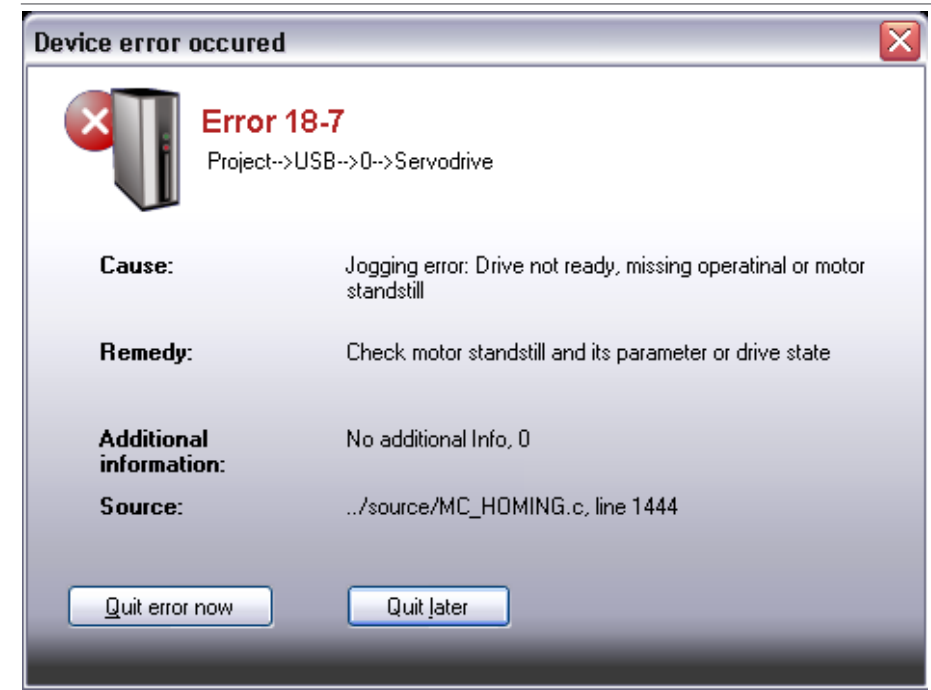 Device error occured
Error 18-7
Project-->USB-->0-->Servodrive
Cause:
Jogging error: Drive not ready, missing operatinal or motor
standstill
Remedy:
Check motor standstill and its parameter or drive state
Additional
information:
No additional Info, 0
Source:
../source/MC_HOMING.c, line 1444
Quit error now
Quit later